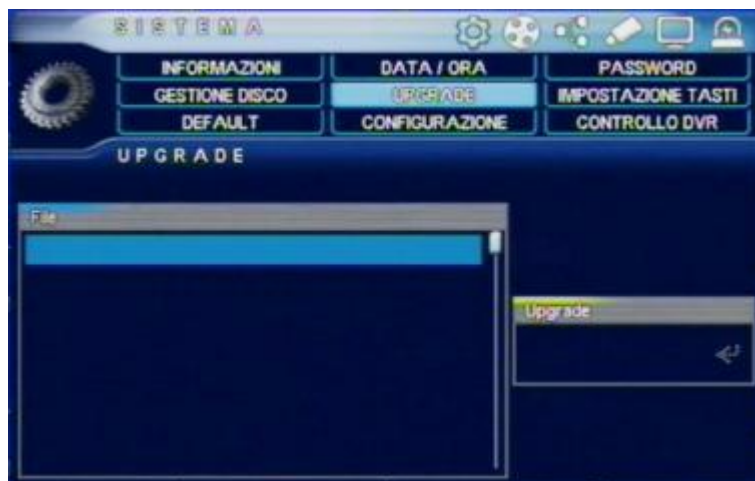 SISTEMA
INFORMAZIONI DATA / ORA PASSWORD
GESTIONE DISCO UPGRADE IMPOSTAZIONE TASTI
DEFAULT CONFIGURAZIONE CONTROLLO DVR
UPGRADE
File
Upgrade